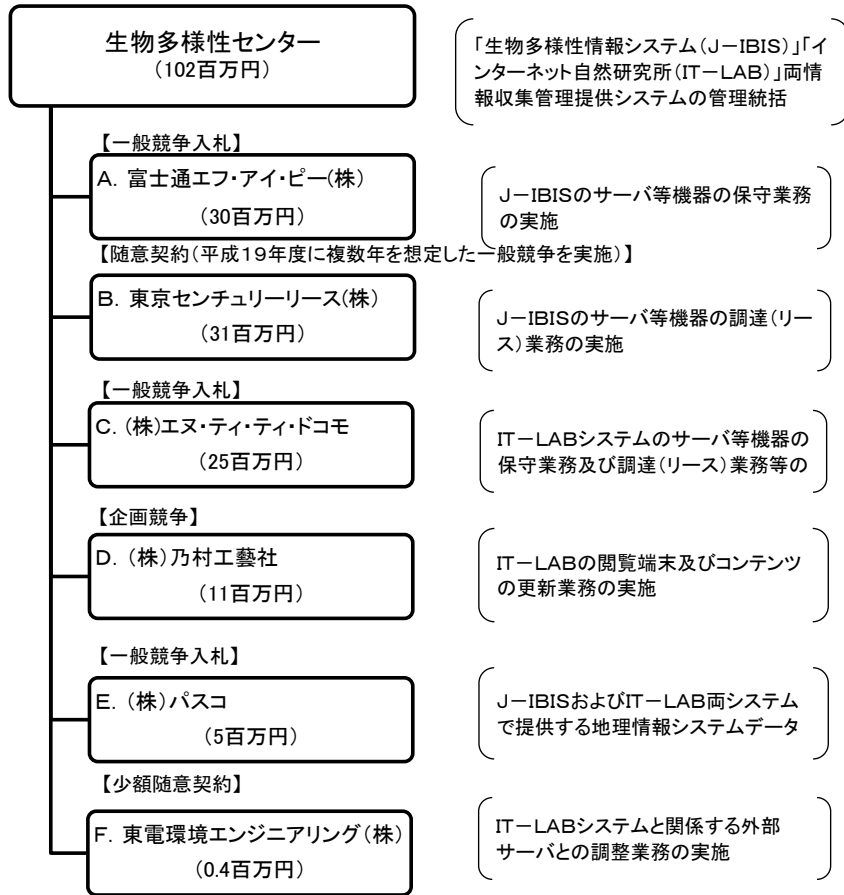 生物多様性センター
（102百万円）
「生物多様性情報システム（J－IBIS）」「イ
ンターネット自然研究所（IT－LAB）」両情
報収集管理提供システムの管理統括
【一般競争入札】
A．富士通エフ・アイ・ピー(株)
（30百万円）
J－IBISのサーバ等機器の保守業務
の実施
【随意契約（平成１９年度に複数年を想定した一般競争を実施）】
B．東京センチュリーリース(株)
（31百万円）
J－IBISのサーバ等機器の調達（リー
ス）業務の実施
【一般競争入札】
C．（株）エヌ・ティ・ティ・ドコモ
（25百万円）
IT－LABシステムのサーバ等機器の
保守業務及び調達（リース）業務等の
【企画競争】
D．（株）乃村工藝社
（11百万円）
IT－LABの閲覧端末及びコンテンツ
の更新業務の実施
【一般競争入札】
E．（株）パスコ
（5百万円）
J－IBISおよびIT－LAB両システム
で提供する地理情報システムデータ
【少額随意契約】
F．東電環境エンジニアリング（株）
（0.4百万円）
IT－LABシステムと関係する外部
サーバとの調整業務の実施